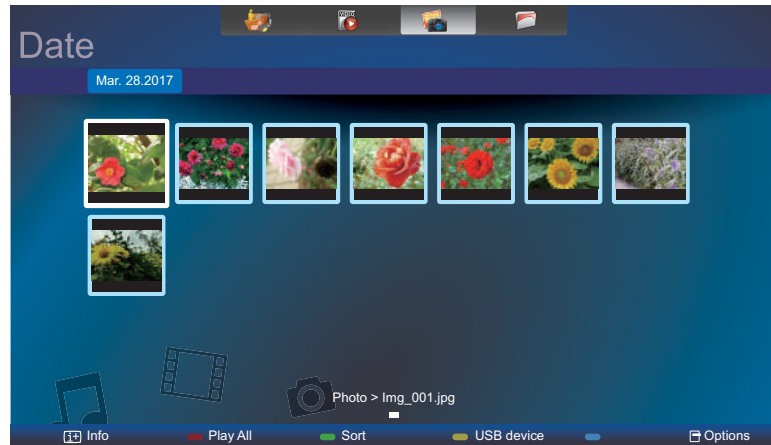 Date
Mar. 28.2017
Photo > Img_001.jpg
i+ Info Play All Sort USB device Options